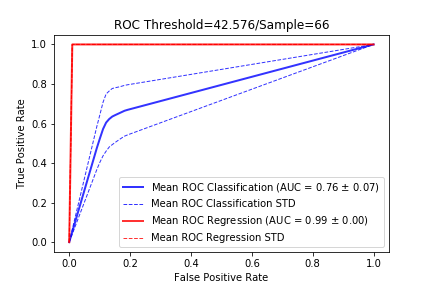 ROC Threshold=42.576/Sample=66
True Positive Rate
1.0
0.8
0.6
0.4
0.2
0.0
Mean ROC Classification (AUC = 0.76 ± 0.07)
Mean ROC Classification STD
Mean ROC Regression (AUC = 0.99 ± 0.00)
Mean ROC Regression STD
0.0 0.2 0.4 0.6 0.8 1.0
False Positive Rate